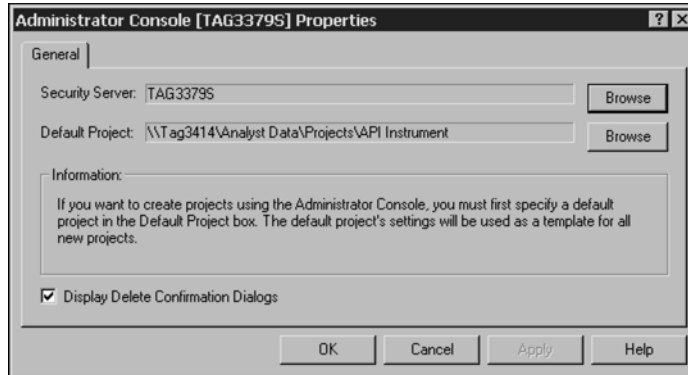 Administrator Console [TAG3379S] Properties
General
Security Server: TAG3379S Browse
Default Project: \\Tag3414\Analyst Data\Projects\API Instrument Browse
Information:
If you want to create projects using the Administrator Console, you must first specify a default
project in the Default Project box. The default project's settings will be used as a template for all
new projects.
Display Delete Confirmation Dialogs
OK Cancel Apply Help